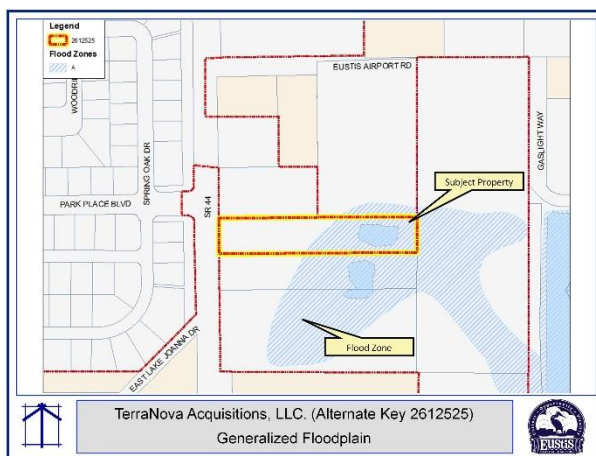 Legend
2612525
Flood Zones
A
EUSTIS AIRPORT RD
WOODRI
SPRING OAK DR
GASLIGHT WAY
Subject Property
PARK PLACE BLVD
SR 44
EAST LAKE JOANNA DR
Flood Zone
TerraNova Acquisitions, LLC. (Alternate Key 2612525)
Generalized Floodplain
EUSTIS